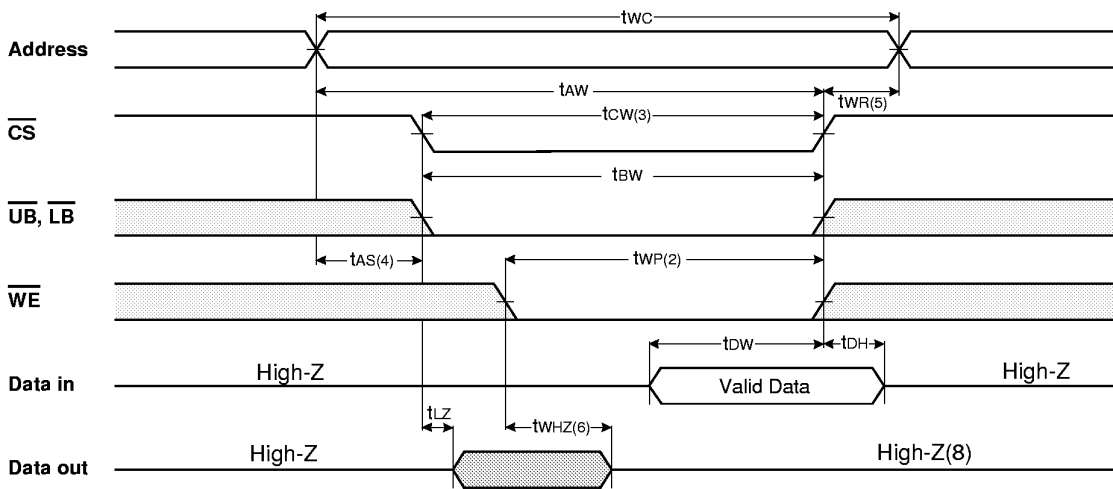 tWC
Address
tAW
tWR(5)
tCW(3)
CS
tBW
UB, LB
tAS(4)
tWP(2)
WE
tDW
tDH
High-Z
Data in
Valid Data
High-Z
tLZ
tWHZ(6)
High-Z
High-Z(8)
Data out